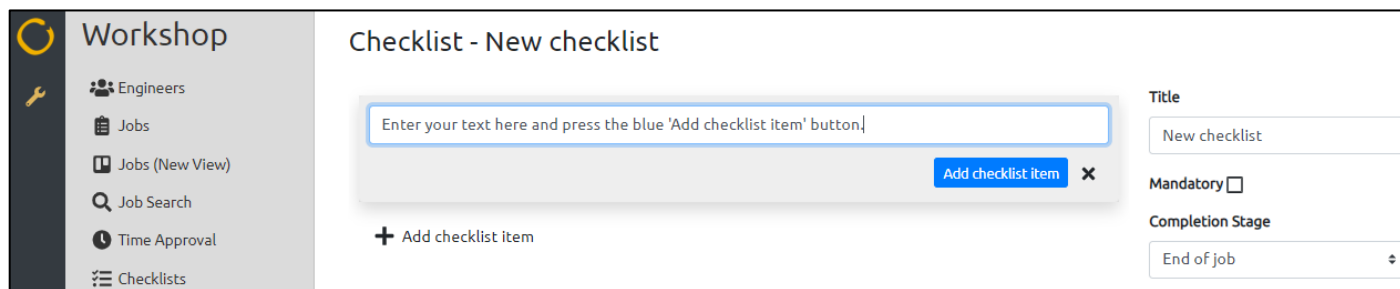 Workshop
Engineers
Jobs
Jobs (New View)
Job Search
Time Approval
Checklists
Checklist - New checklist
Enter your text here and press the blue 'Add checklist item' button.
Add checklist item
Add checklist item
Title
New checklist
Mandatory
Completion Stage
End of job